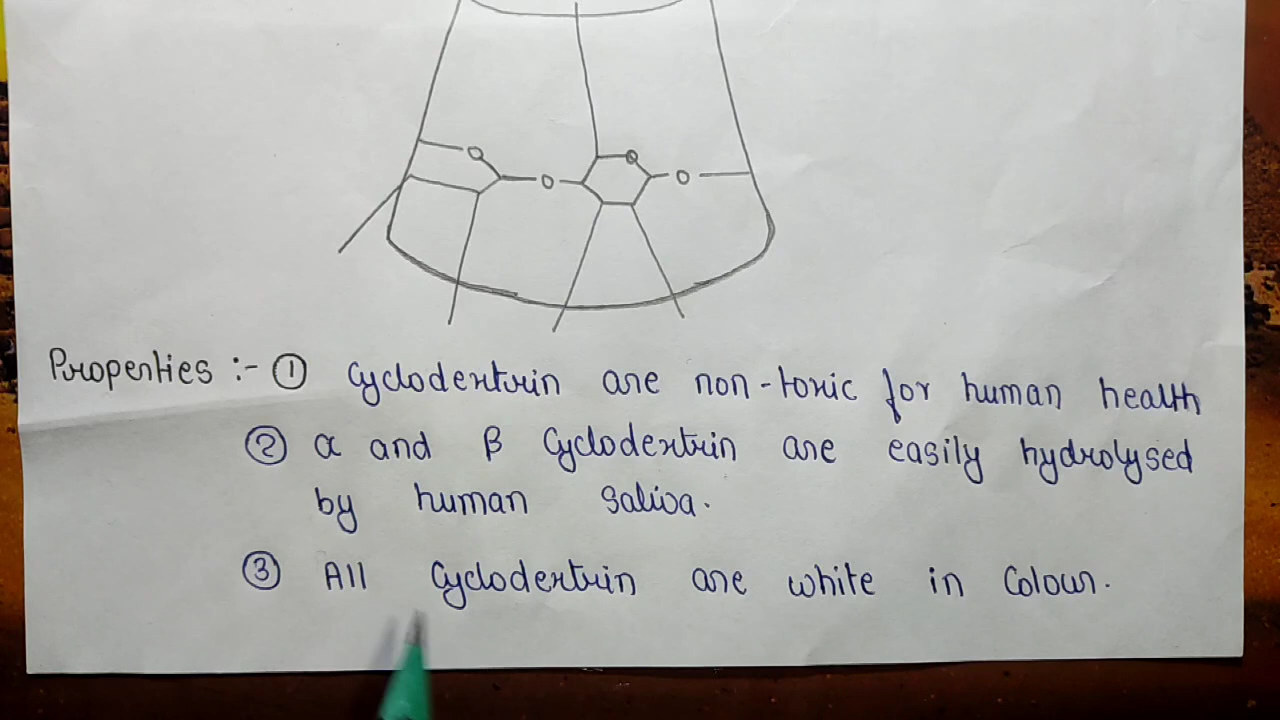 O
O O O
Properties :- ① Cyclodextrin are non-toxic for human health
② α and β Cyclodextrin are easily hydrolysed
by human saliva.
③ All Cyclodextrin are white in Colour.